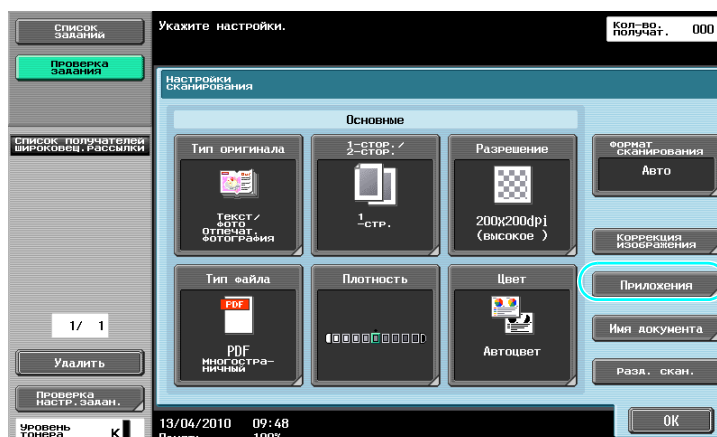 Список
заданий
Укажите настройки.
Кол-во.
получат.
000
Проверка
задания
Настройки
сканирования
Основные
Список получателей
широковещ.рассылки
Тип оригинала
1-стор./
2-стор.
Разрешение
Формат
сканирования
Авто
Текст/
фото
отпечат.
фотография
1
-стр.
200X200dpi
(высокое )
Коррекция
изображения
Тип файла
Плотность
Цвет
Приложения
PDF
1/ 1
Имя документа
PDF
многостра-
ничный
Автоцвет
Удалить
Разд. скан.
Проверка
настр.задан.
Уровень
тонера
K
13/04/2010 09:48
Память
100%
OK